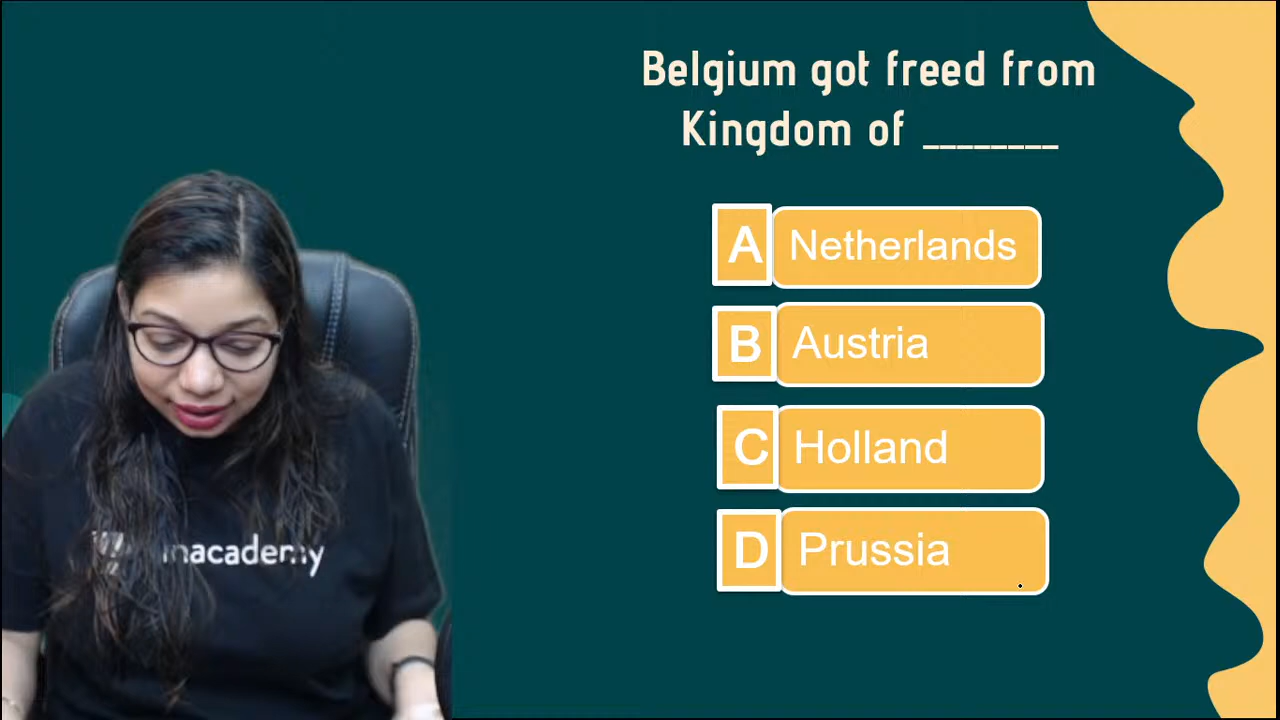 Belgium got freed from
Kingdom of ________
A Netherlands
B Austria
C Holland
D Prussia